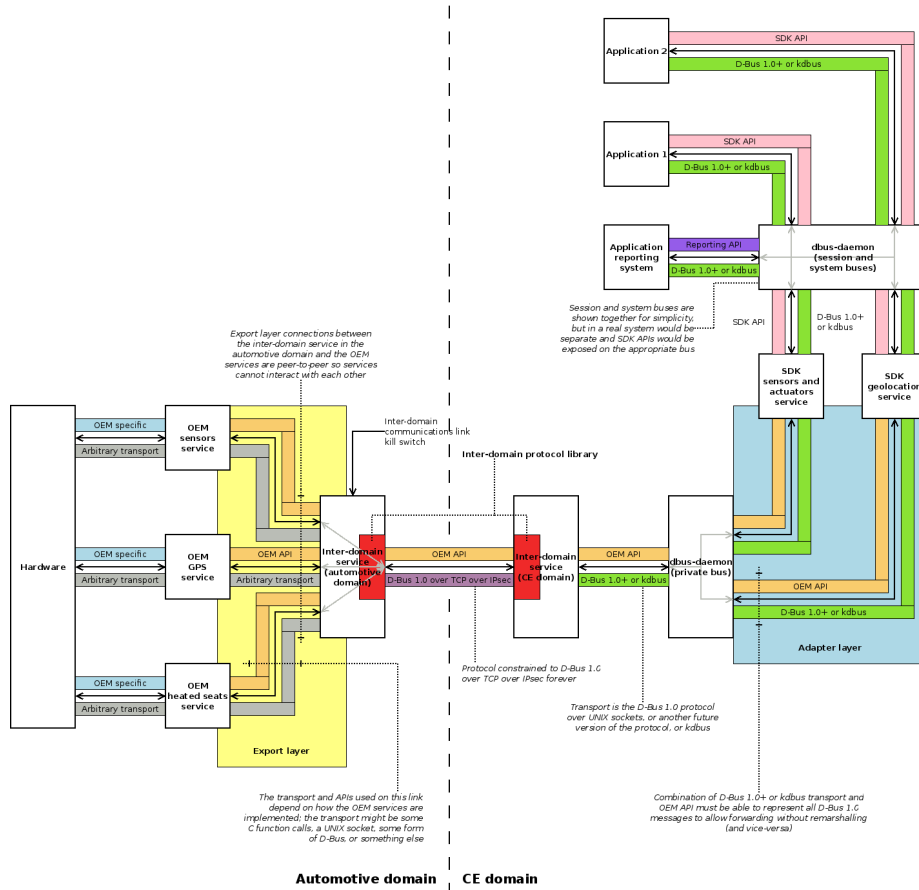 SDK API
Application 2
D-Bus 1.0+ or kdbus
SDK API
Application 1
D-Bus 1.0+ or kdbus
Application
reporting
system
Reporting API
D-Bus 1.0+ or kdbus
dbus-daemon
(session and
system buses)
Session and system buses are
shown together for simplicity,
but in a real system would be
separate and SDK APIs would be
exposed on the appropriate bus
SDK API
D-Bus 1.0+
or kdbus
Export layer connections between
the inter-domain service in the
automotive domain and the OEM
services are peer-to-peer so services
cannot interact with each other
SDK
sensors and
actuators
service
SDK
geolocation
service
Inter-domain
communications link
kill switch
Inter-domain protocol library
OEM specific
Arbitrary transport
OEM
sensors
service
Hardware
OEM specific
Arbitrary transport
OEM
GPS
service
OEM API
Arbitrary transport
Inter-domain
service
(automotive
domain)
OEM API
D-Bus 1.0 over TCP over IPsec
Inter-domain
service
(CE domain)
OEM API
D-Bus 1.0+ or kdbus
dbus-daemon
(private bus)
OEM API
D-Bus 1.0+ or kdbus
Adapter layer
OEM specific
Arbitrary transport
OEM
heated seats
service
Export layer
Protocol constrained to D-Bus 1.0
over TCP over IPsec forever
Transport is the D-Bus 1.0 protocol
over UNIX sockets, or another future
version of the protocol, or kdbus
The transport and APIs used on this link
depend on how the OEM services are
implemented; the transport might be some
C function calls, a UNIX socket, some form
of D-Bus, or something else
Combination of D-Bus 1.0+ or kdbus transport and
OEM API must be able to represent all D-Bus 1.0
messages to allow forwarding without remarshalling
(and vice-versa)
Automotive domain
CE domain